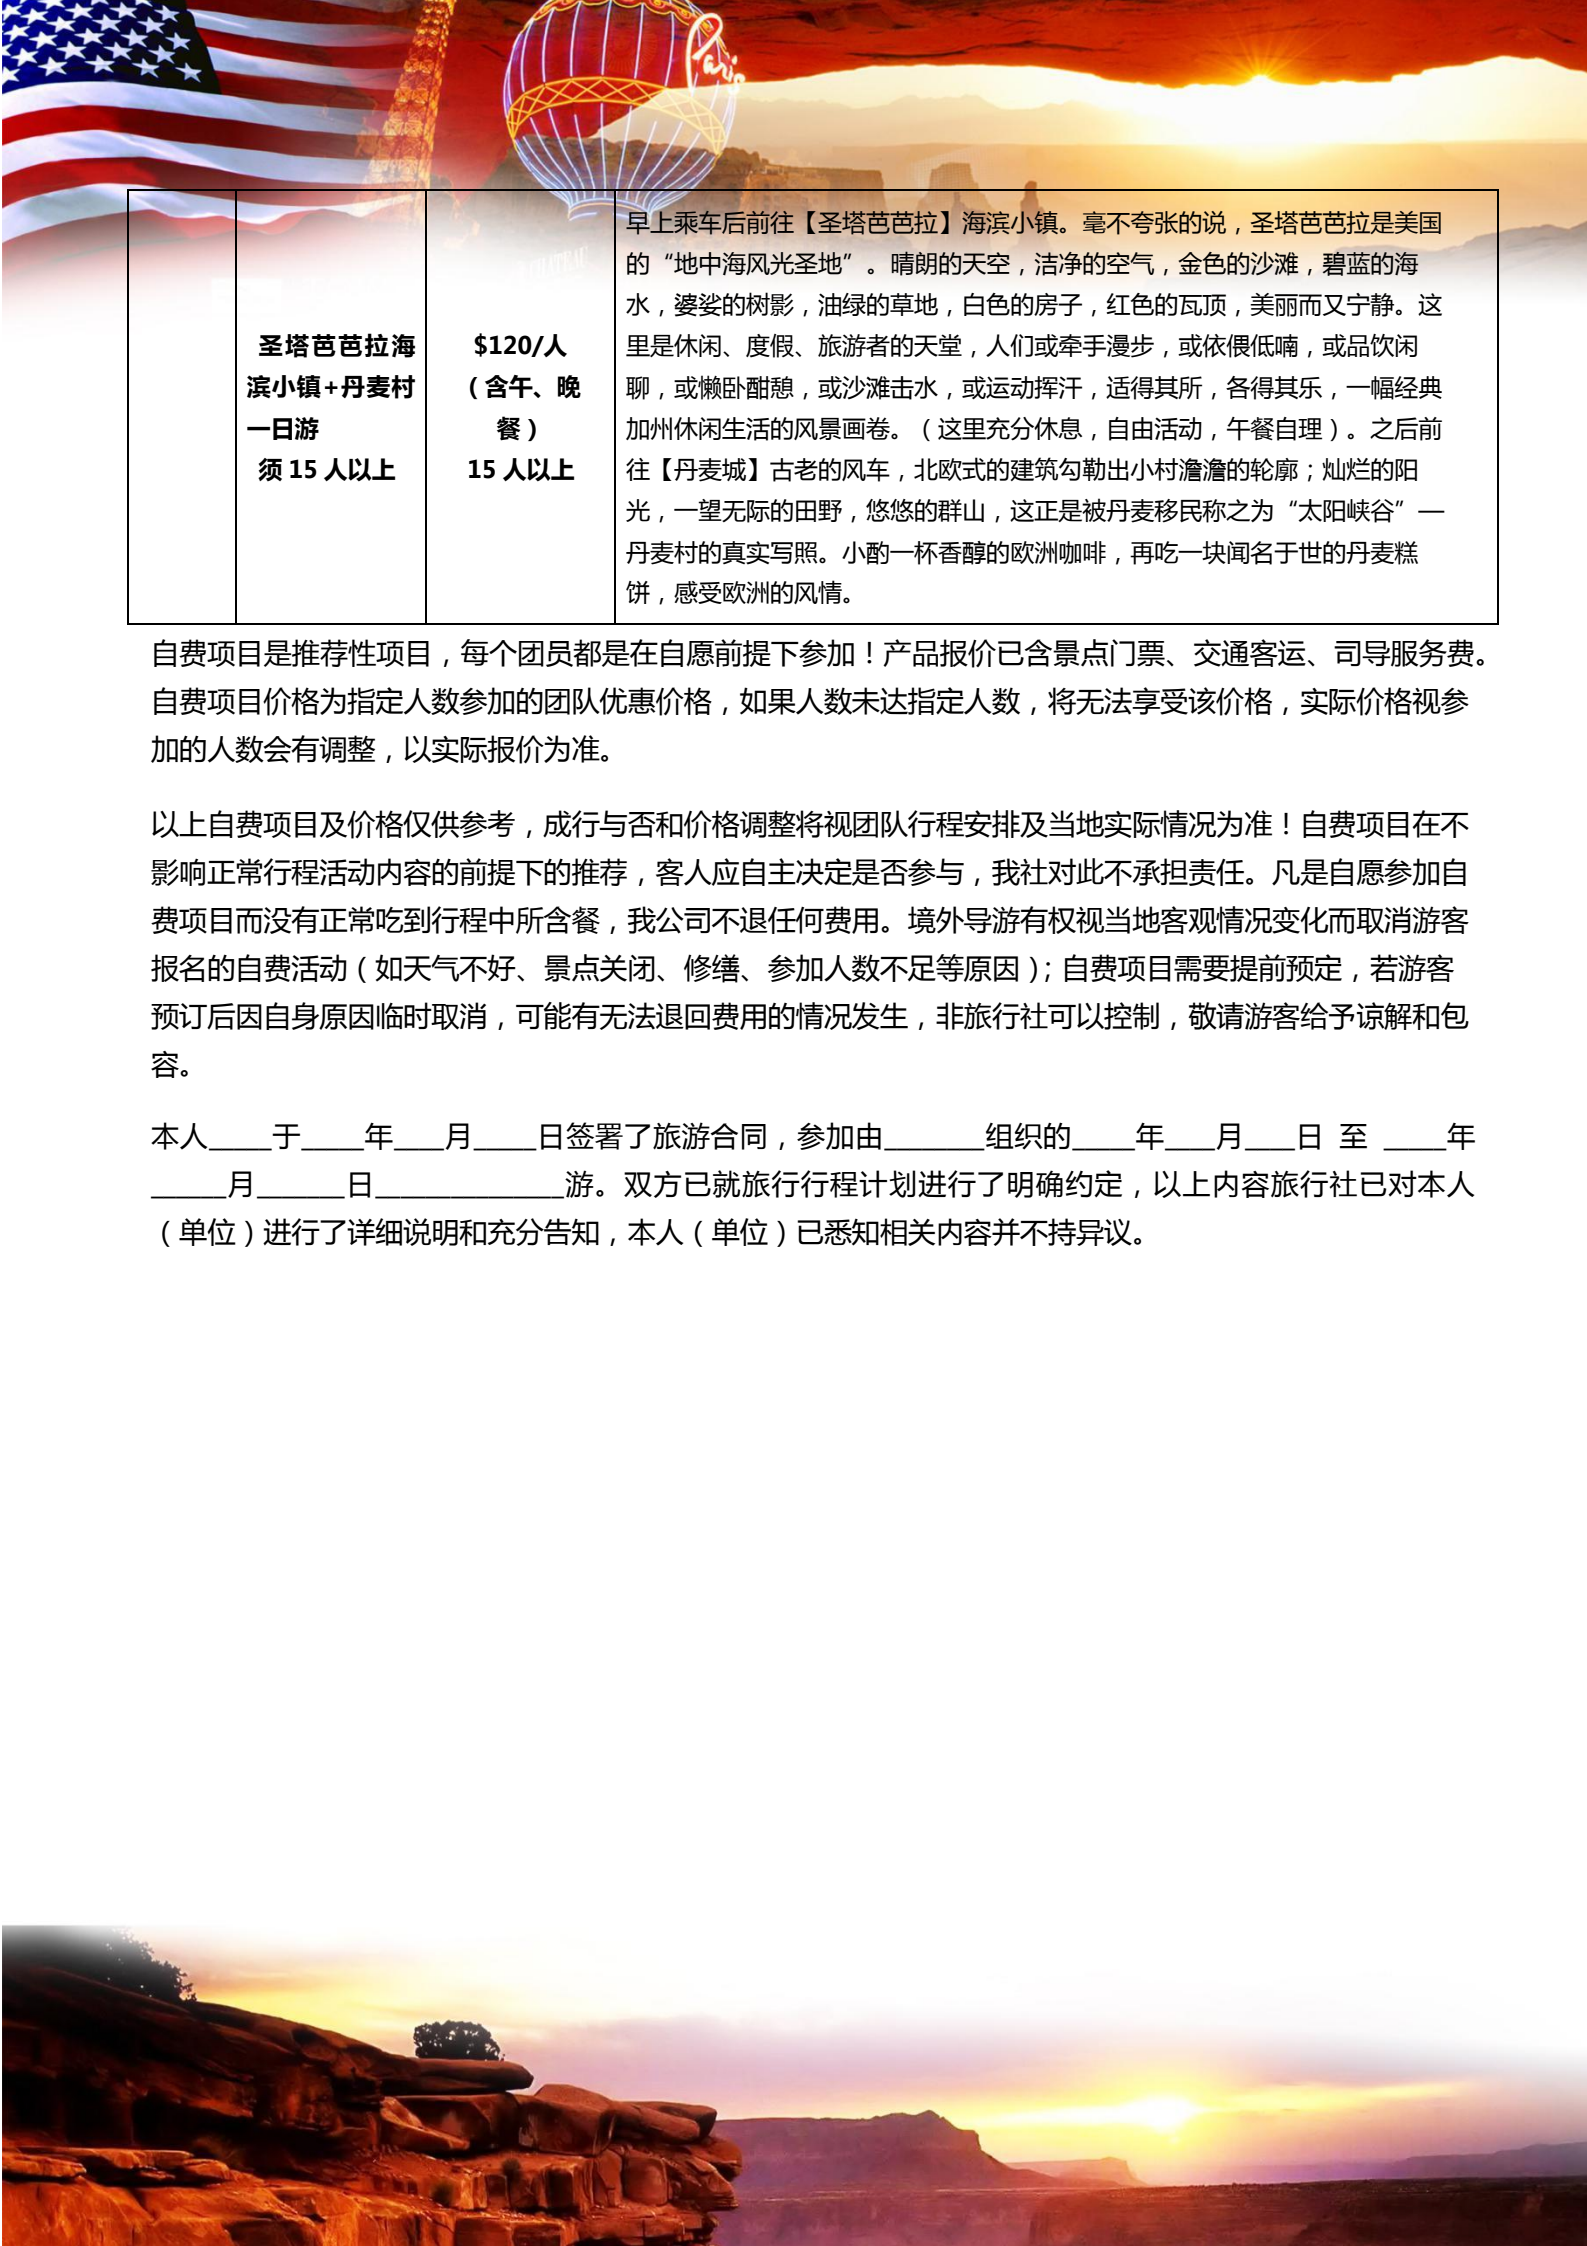 Paris
早上乘车后前往【圣塔芭芭拉】海滨小镇。毫不夸张的说，圣塔芭芭拉是美国
的“地中海风光圣地”。晴朗的天空，洁净的空气，金色的沙滩，碧蓝的海
水，婆娑的树影，油绿的草地，白色的房子，红色的瓦顶，美丽而又宁静。这
里是休闲、度假、旅游者的天堂，人们或牵手漫步，或依偎低喃，或品饮闲
聊，或懒卧酣憩，或沙滩击水，或运动挥汗，适得其所，各得其乐，一幅经典
加州休闲生活的风景画卷。（这里充分休息，自由活动，午餐自理）。之后前
往【丹麦城】古老的风车，北欧式的建筑勾勒出小村澹澹的轮廓；灿烂的阳
光，一望无际的田野，悠悠的群山，这正是被丹麦移民称之为“太阳峡谷”—
丹麦村的真实写照。小酌一杯香醇的欧洲咖啡，再吃一块闻名于世的丹麦糕
饼，感受欧洲的风情。
圣塔芭芭拉海
滨小镇+丹麦村
一日游
须 15 人以上
$120/人
（含午、晚
餐）
15 人以上
自费项目是推荐性项目，每个团员都是在自愿前提下参加！产品报价已含景点门票、交通客运、司导服务费。
自费项目价格为指定人数参加的团队优惠价格，如果人数未达指定人数，将无法享受该价格，实际价格视参
加的人数会有调整，以实际报价为准。
以上自费项目及价格仅供参考，成行与否和价格调整将视团队行程安排及当地实际情况为准！自费项目在不
影响正常行程活动内容的前提下的推荐，客人应自主决定是否参与，我社对此不承担责任。凡是自愿参加自
费项目而没有正常吃到行程中所含餐，我公司不退任何费用。境外导游有权视当地客观情况变化而取消游客
报名的自费活动（如天气不好、景点关闭、修缮、参加人数不足等原因）；自费项目需要提前预定，若游客
预订后因自身原因临时取消，可能有无法退回费用的情况发生，非旅行社可以控制，敬请游客给予谅解和包
容。
本人_____于_____年____月_____日签署了旅游合同，参加由________组织的_____年____月____日 至 _____年
______月_______日_______________游。双方已就旅行行程计划进行了明确约定，以上内容旅行社已对本人
（单位）进行了详细说明和充分告知，本人（单位）已悉知相关内容并不持异议。